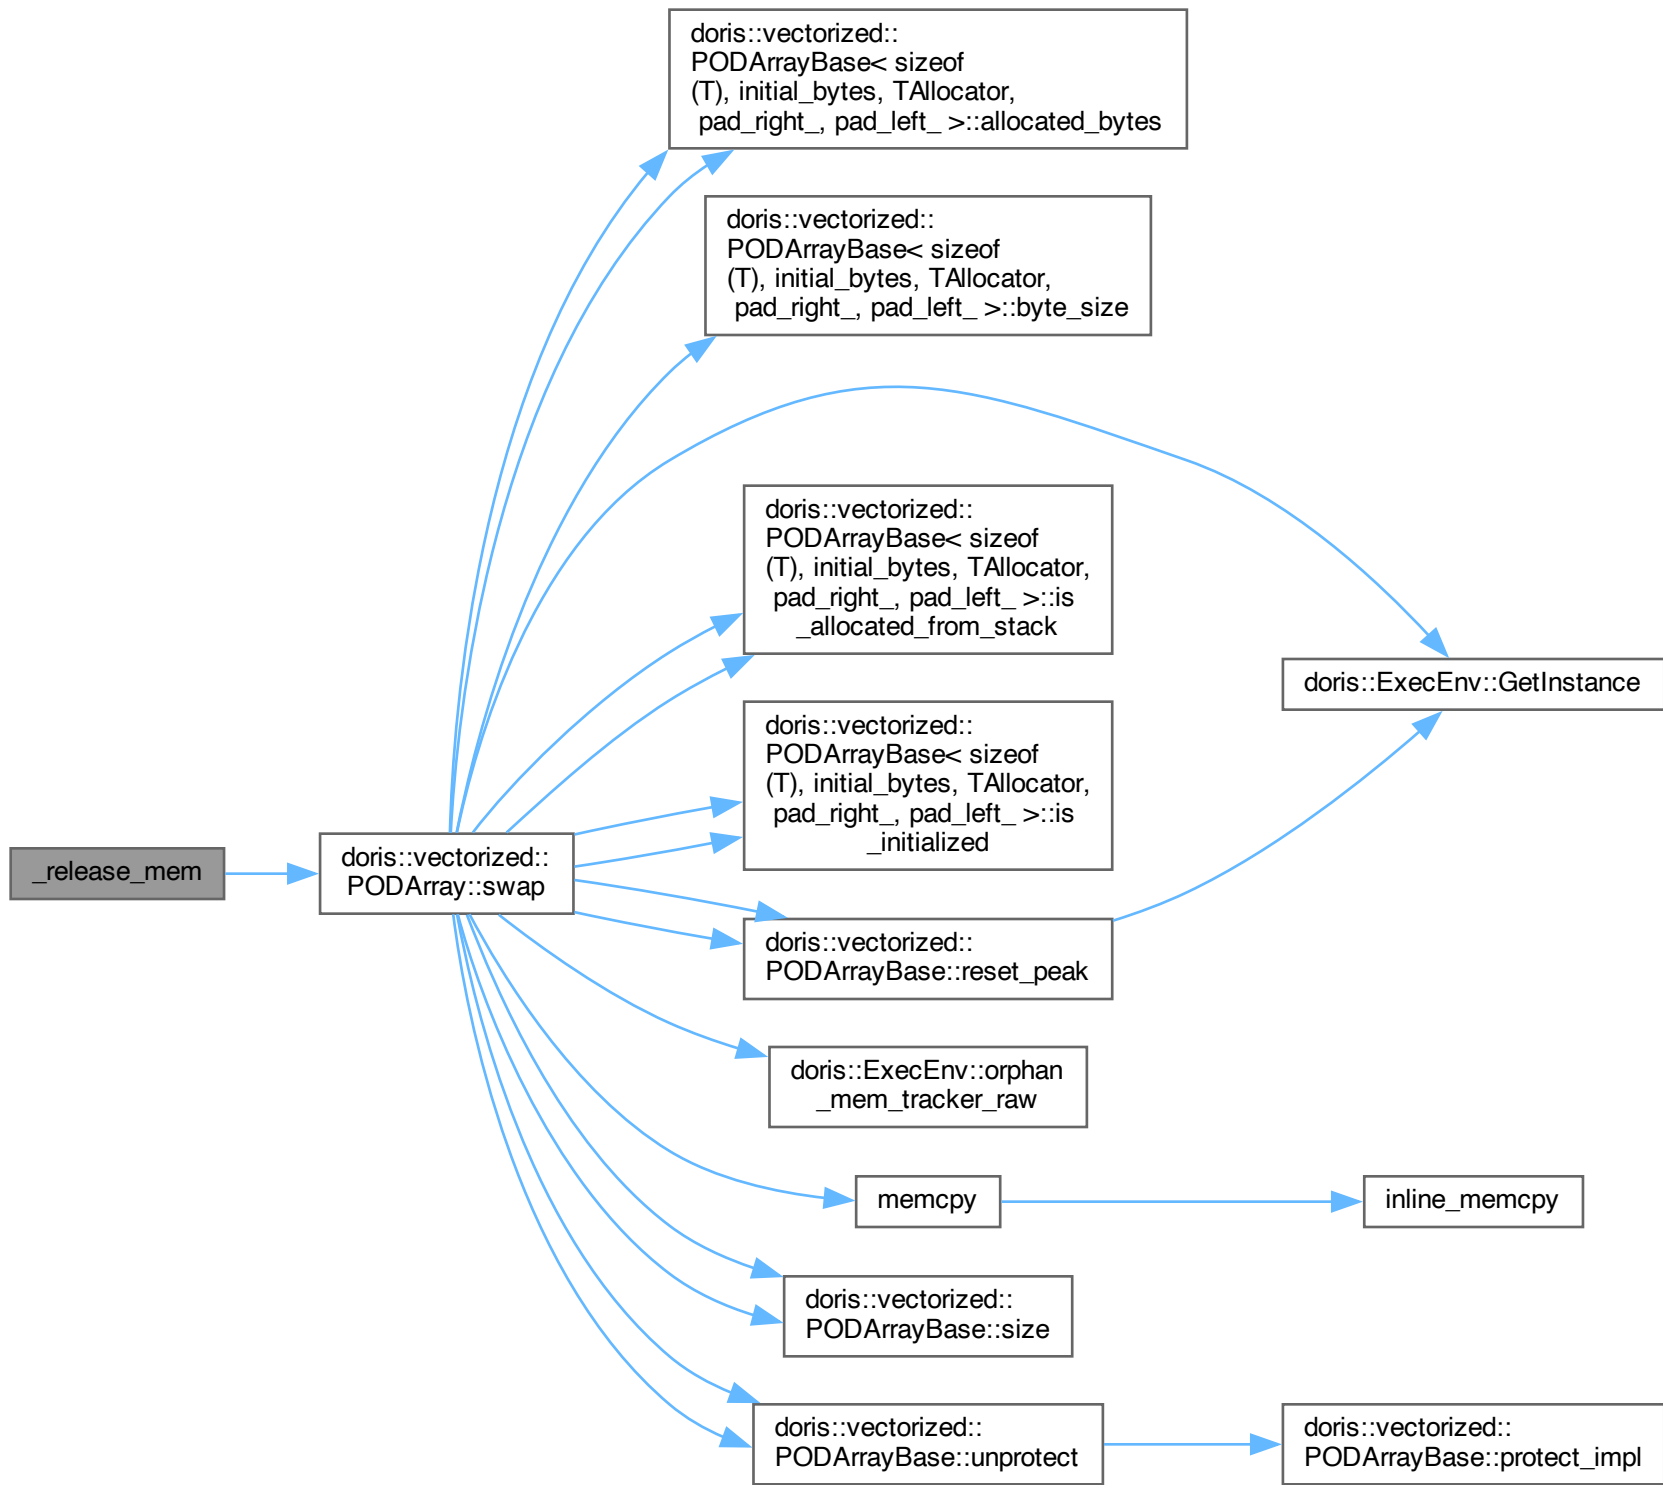 doris::vectorized::
PODArrayBase< sizeof
(T), initial_bytes, TAllocator,
pad_right_, pad_left_ >::allocated_bytes
doris::vectorized::
PODArrayBase< sizeof
(T), initial_bytes, TAllocator,
pad_right_, pad_left_ >::byte_size
doris::vectorized::
PODArrayBase< sizeof
(T), initial_bytes, TAllocator,
pad_right_, pad_left_ >::is
_allocated_from_stack
doris::ExecEnv::GetInstance
doris::vectorized::
PODArrayBase< sizeof
(T), initial_bytes, TAllocator,
pad_right_, pad_left_ >::is
_initialized
_release_mem
doris::vectorized::
PODArray::swap
doris::vectorized::
PODArrayBase::reset_peak
doris::ExecEnv::orphan
_mem_tracker_raw
memcpy
inline_memcpy
doris::vectorized::
PODArrayBase::size
doris::vectorized::
PODArrayBase::unprotect
doris::vectorized::
PODArrayBase::protect_impl